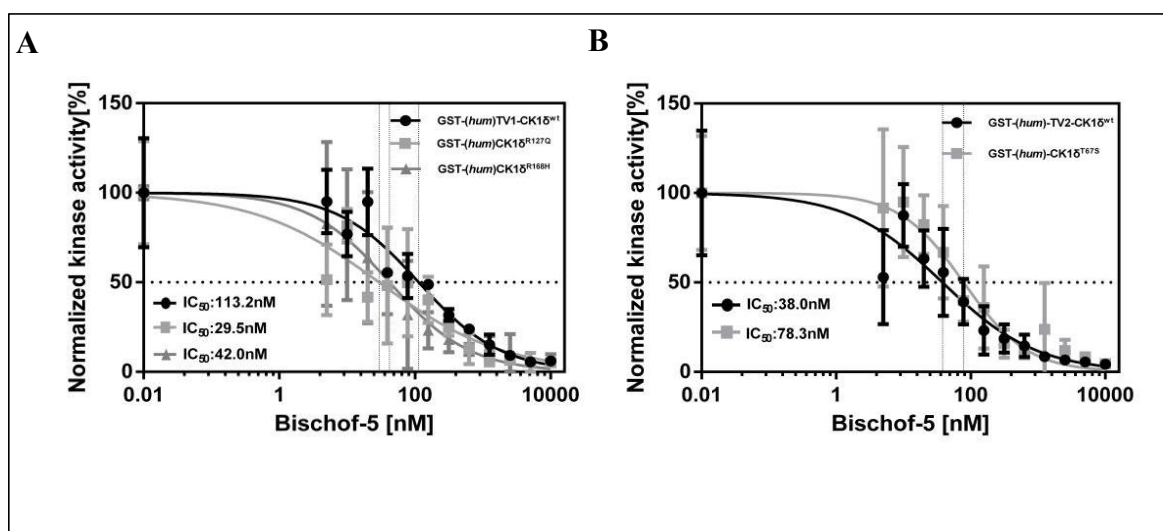 A
Normalized kinase activity[%]
150
100
50
0
GST-(hum)TV1-CK1δwt
GST-(hum)CK1δR127Q
GST-(hum)CK1δR168H
IC50:113.2nM
IC50:29.5nM
IC50:42.0nM
0.01 1 100 10000
Bischof-5 [nM]
B
Normalized kinase activity[%]
150
100
50
0
GST-(hum)-TV2-CK1δwt
GST-(hum)-CK1δT67S
IC50:38.0nM
IC50:78.3nM
0.01 1 100 10000
Bischof-5 [nM]